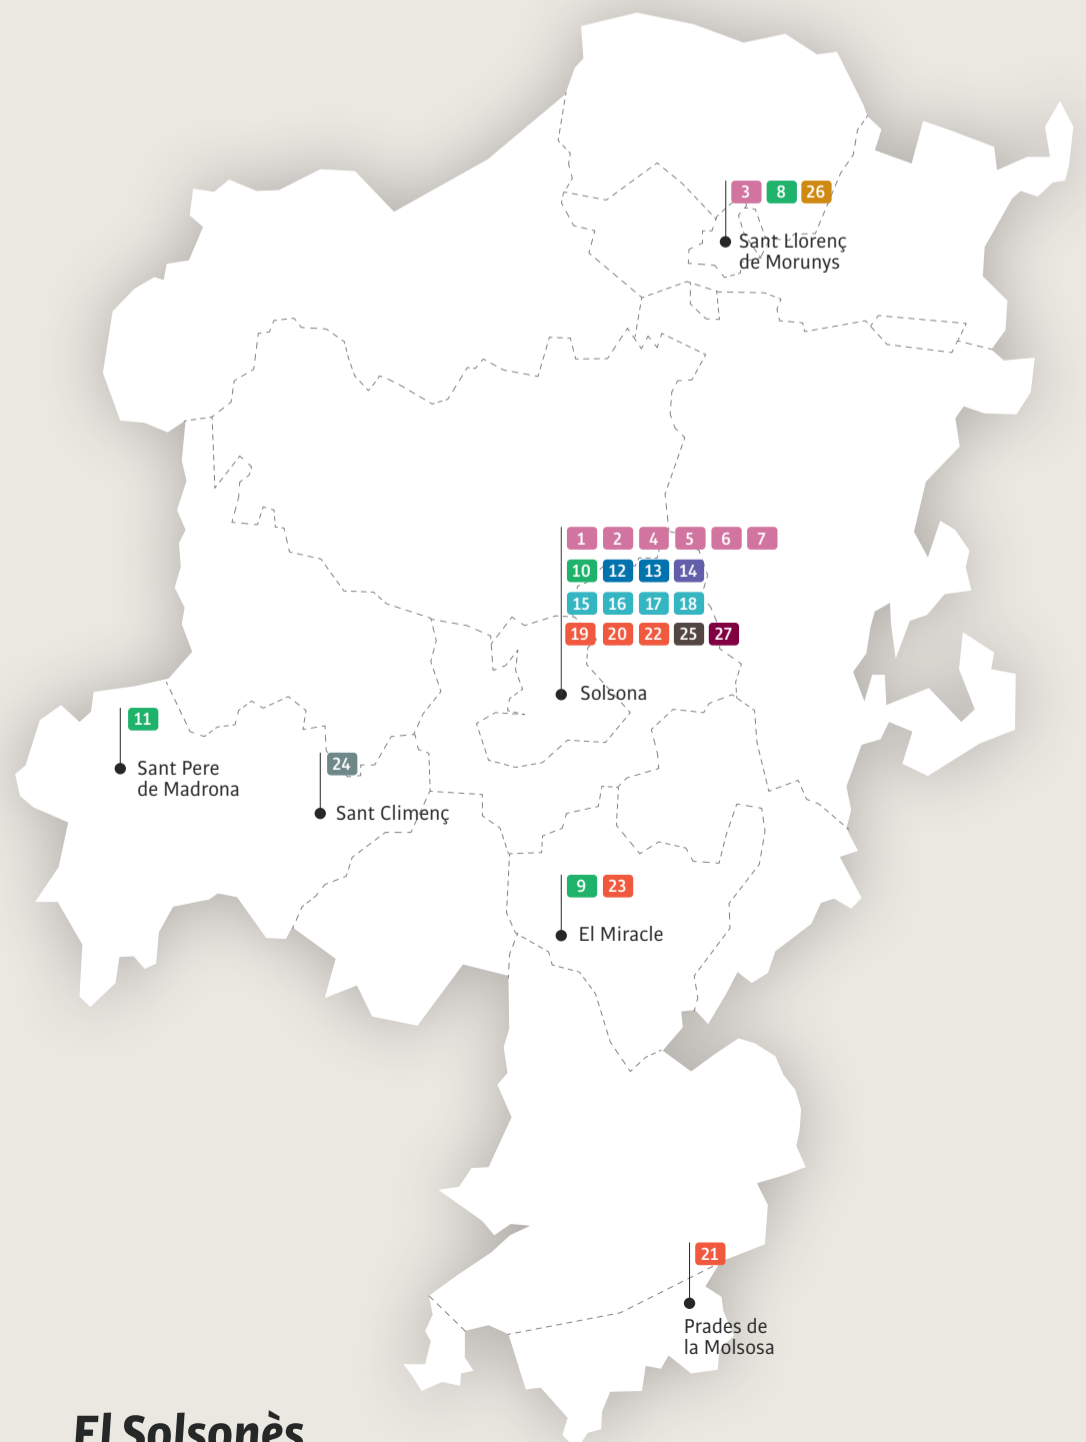 3 8 26
Sant Llorenç
de Morunys
1 2 4 5 6 7
10 12 13 14
15 16 17 18
19 20 22 25 27
Solsona
11
Sant Pere
de Madrona
24
Sant Climenç
9 23
El Miracle
21
Prades de
la Molsosa
El Solsonès